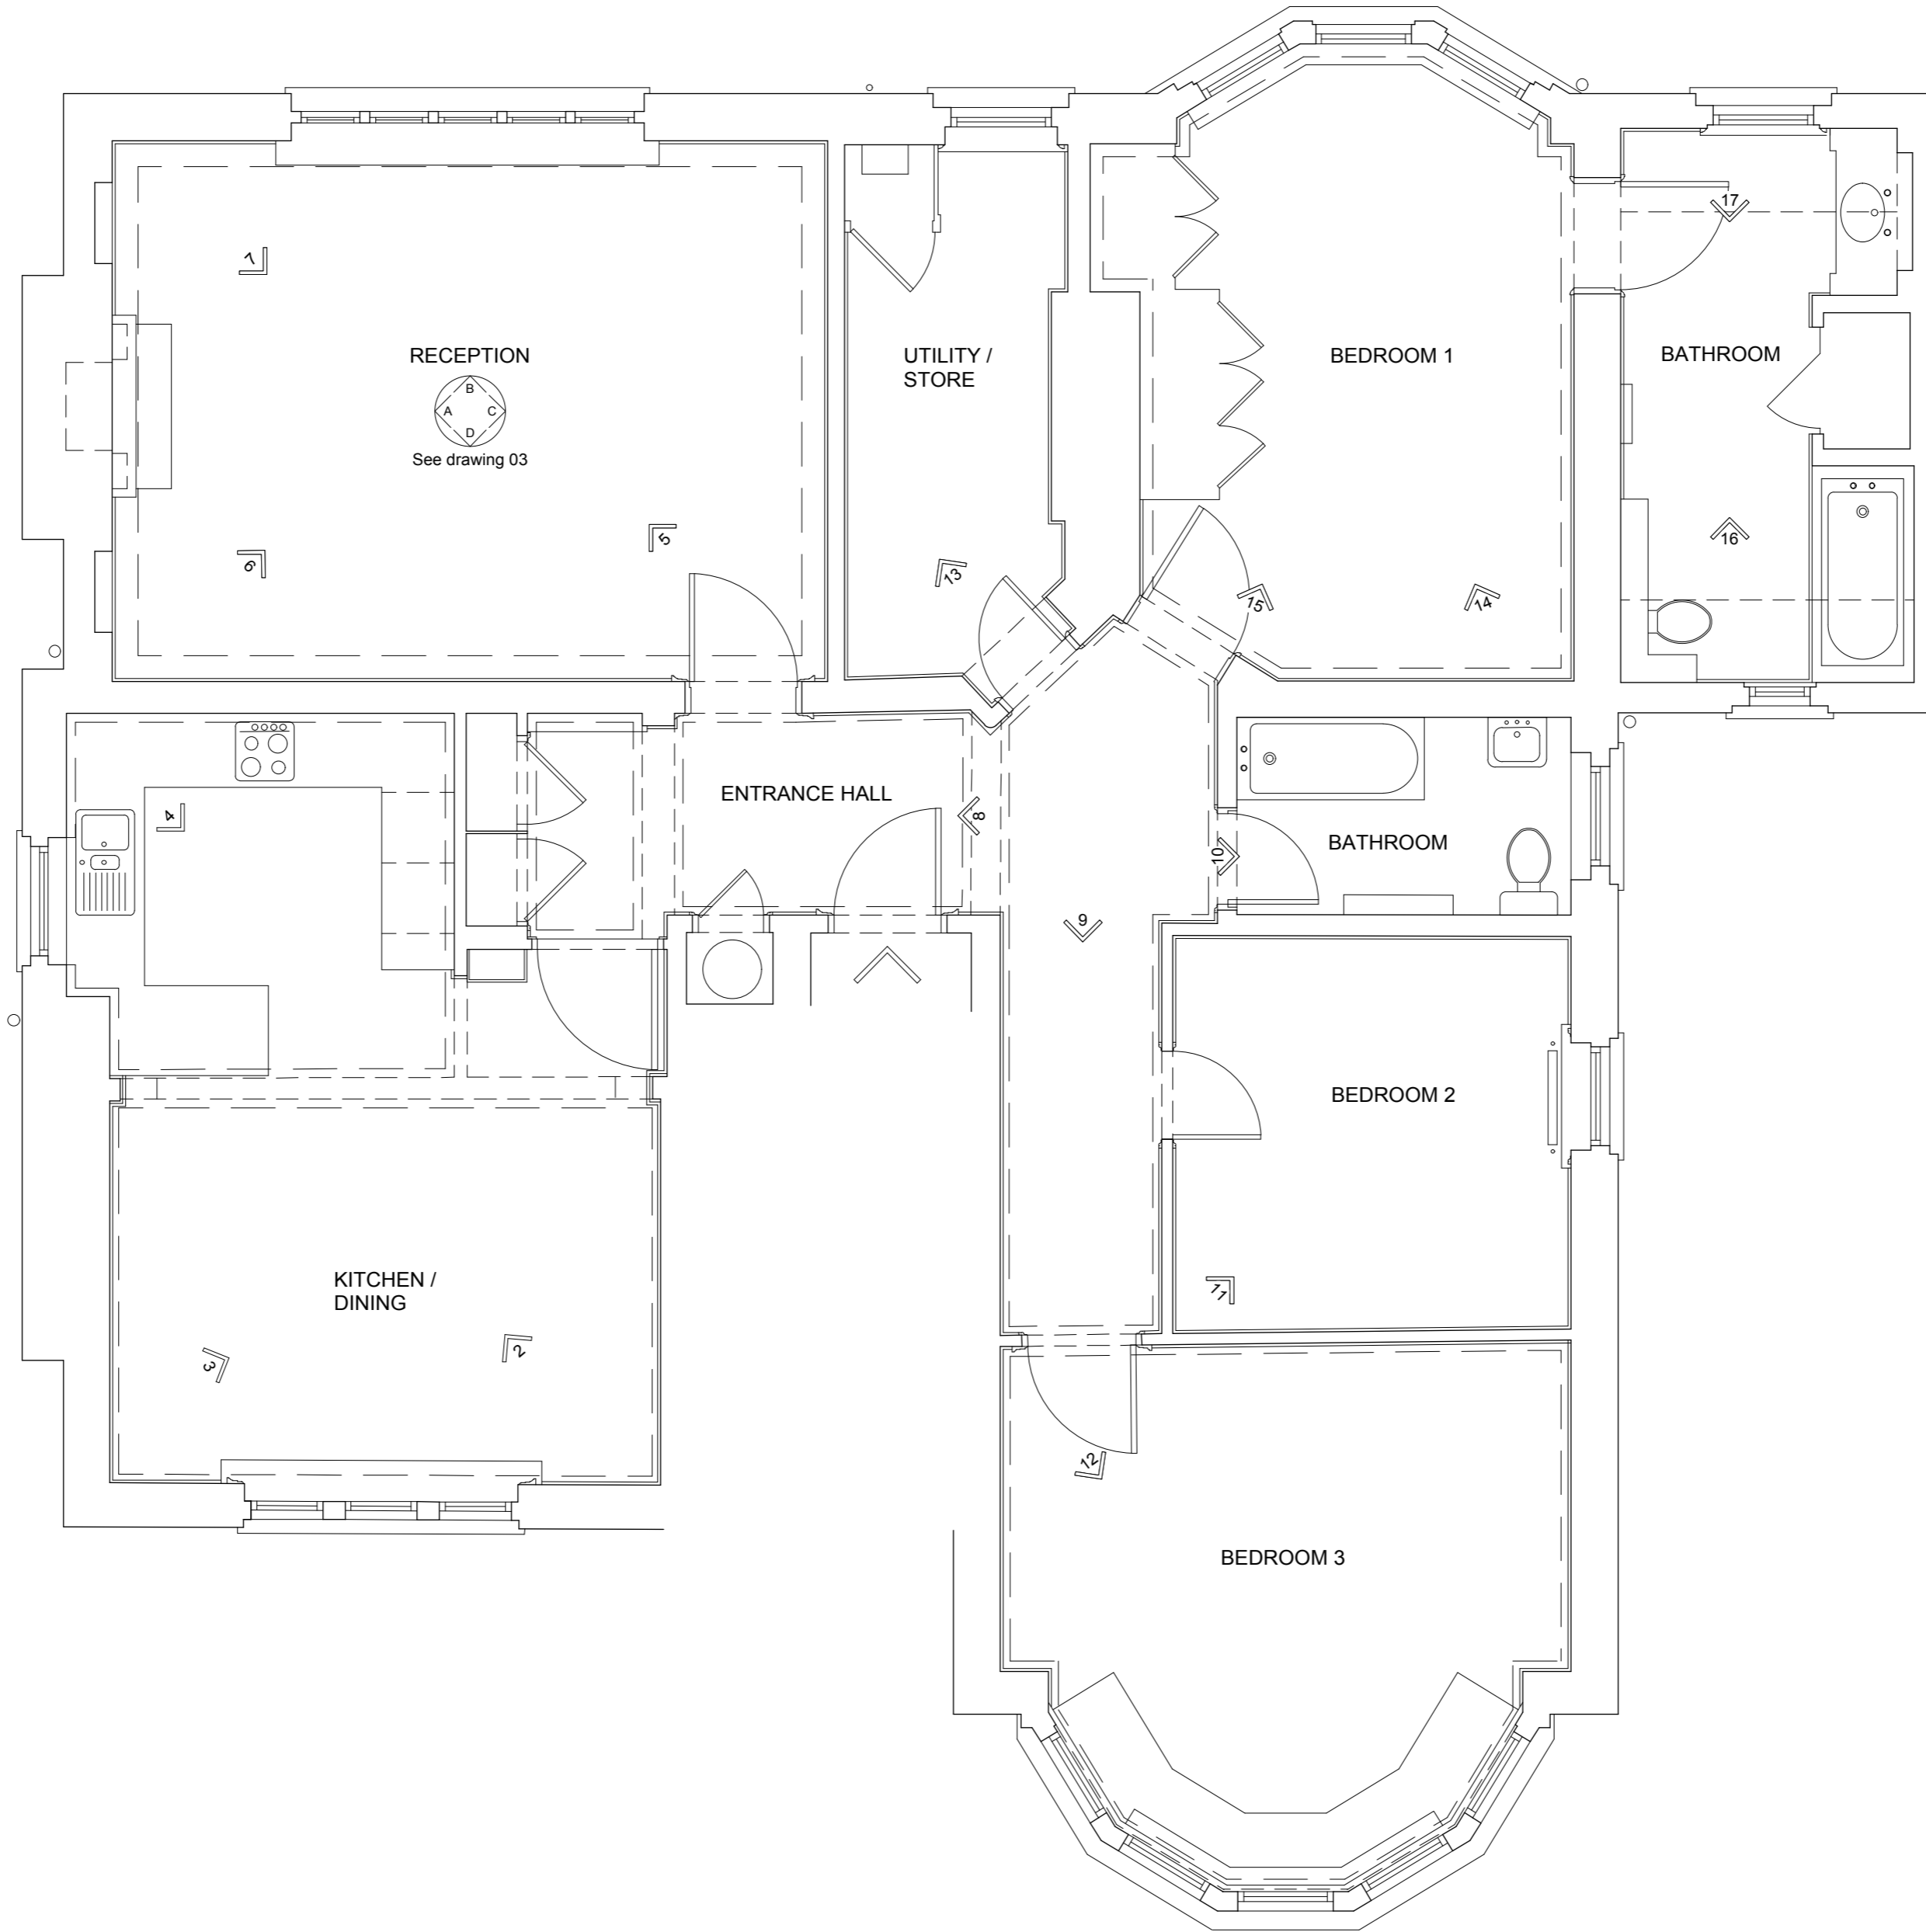 17
7
RECEPTION
UTILITY /
STORE
BEDROOM 1
BATHROOM
B
A
C
D
See drawing 03
5
16
6
13
15
14
ENTRANCE HALL
4
8
BATHROOM
10
9
BEDROOM 2
KITCHEN /
DINING
11
3
2
12
BEDROOM 3